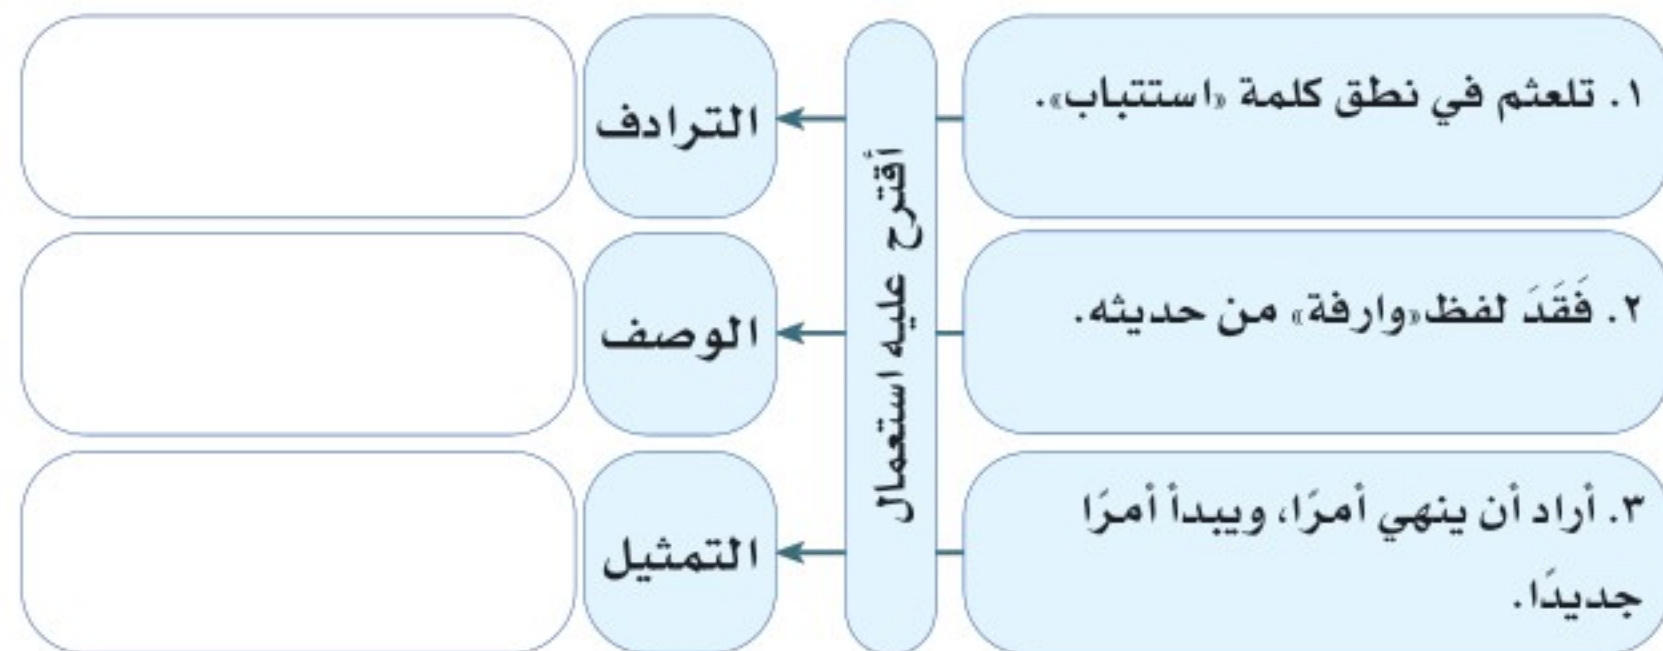 ١. تلعثم في نطق كلمة «استتباب».
الترادف
أقترح عليه استعمال
٢. فَقَدَ لفظ «وارفة» من حديثه.
الوصف
٣. أراد أن ينهي أمرًا، ويبدأ أمرًا
جديدًا.
التمثيل